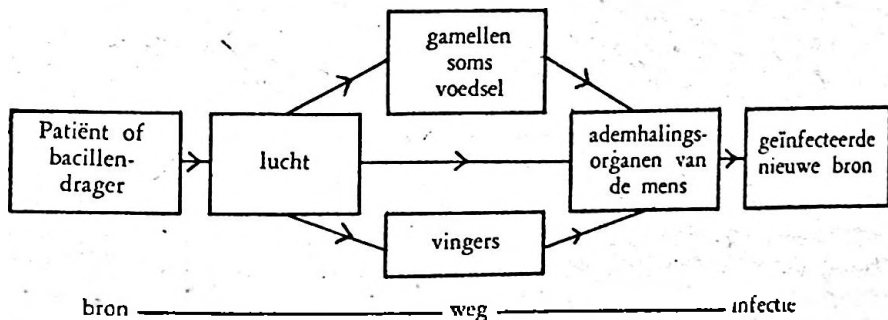 gamellen
soms
voedsel
Patiënt of
bacillen-
drager
lucht
ademhalings-
organen van
de mens
geïnfecteerde
nieuwe bron
vingers
bron weg infectie